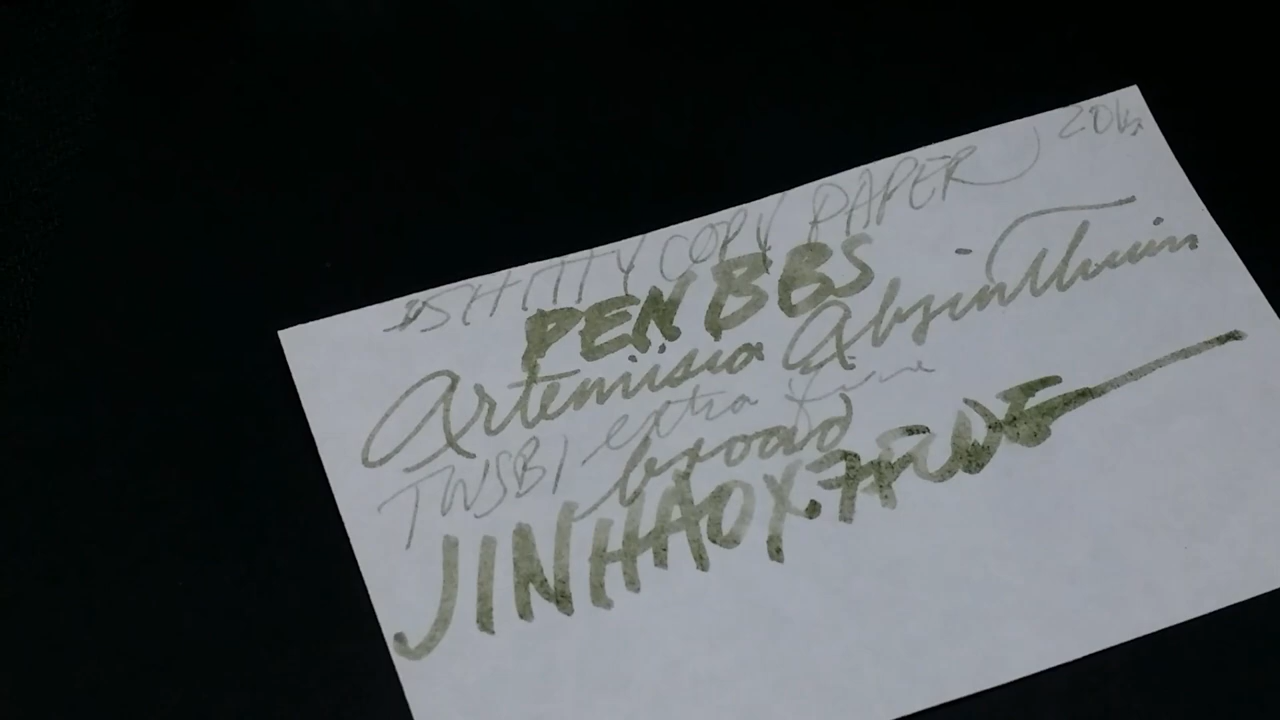 SHITTY COPY PAPER 20lb
PEN BBS
Artemisia Absinthium
TWSBI extra fine
broad
JINHAO X